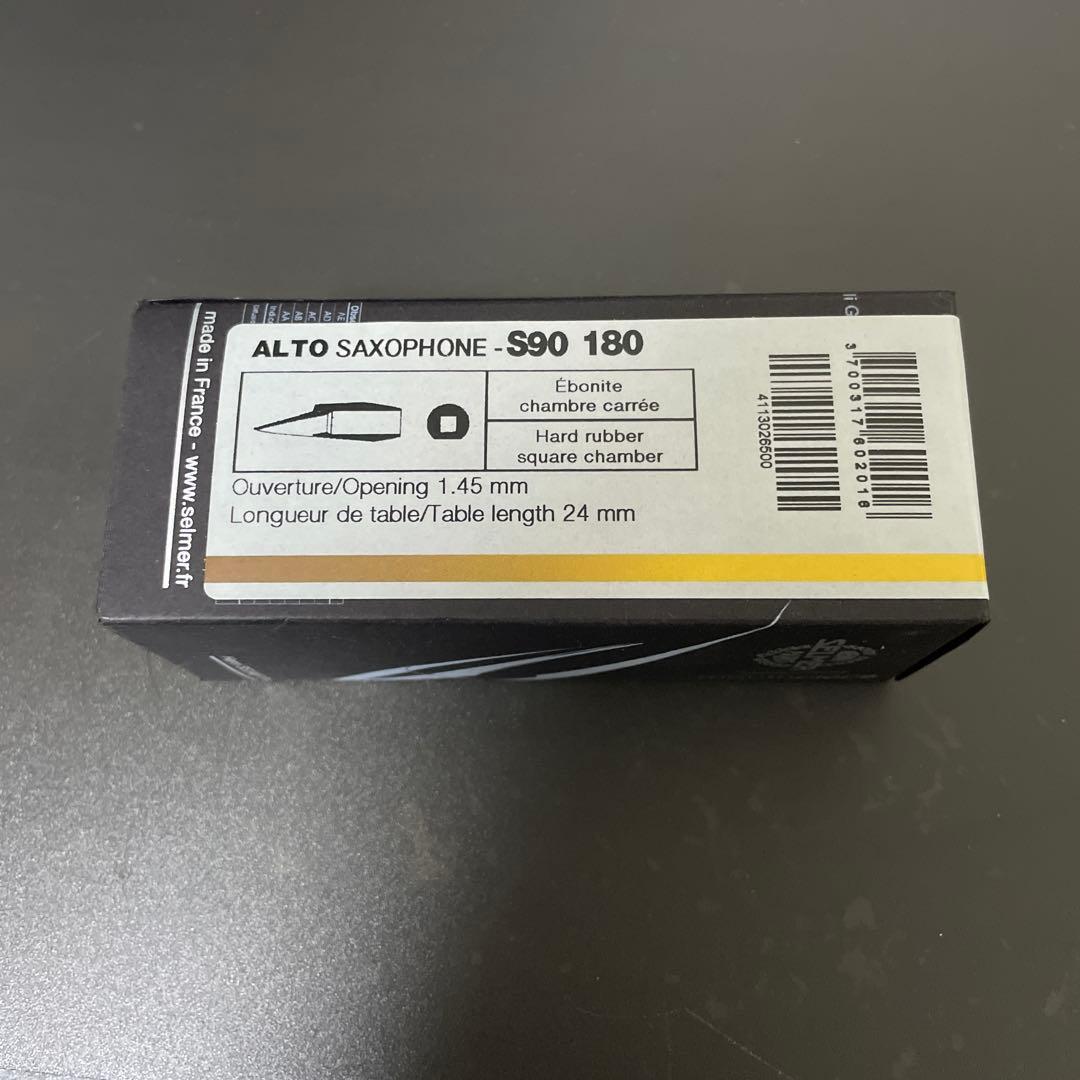 ALTO SAXOPHONE - S90 180
Ébonite
chambre carrée
Hard rubber
square chamber
Ouverture/Opening 1.45 mm
Longueur de table/Table length 24 mm
4113026500
3 700317 602016
made in France - www.selmer.fr